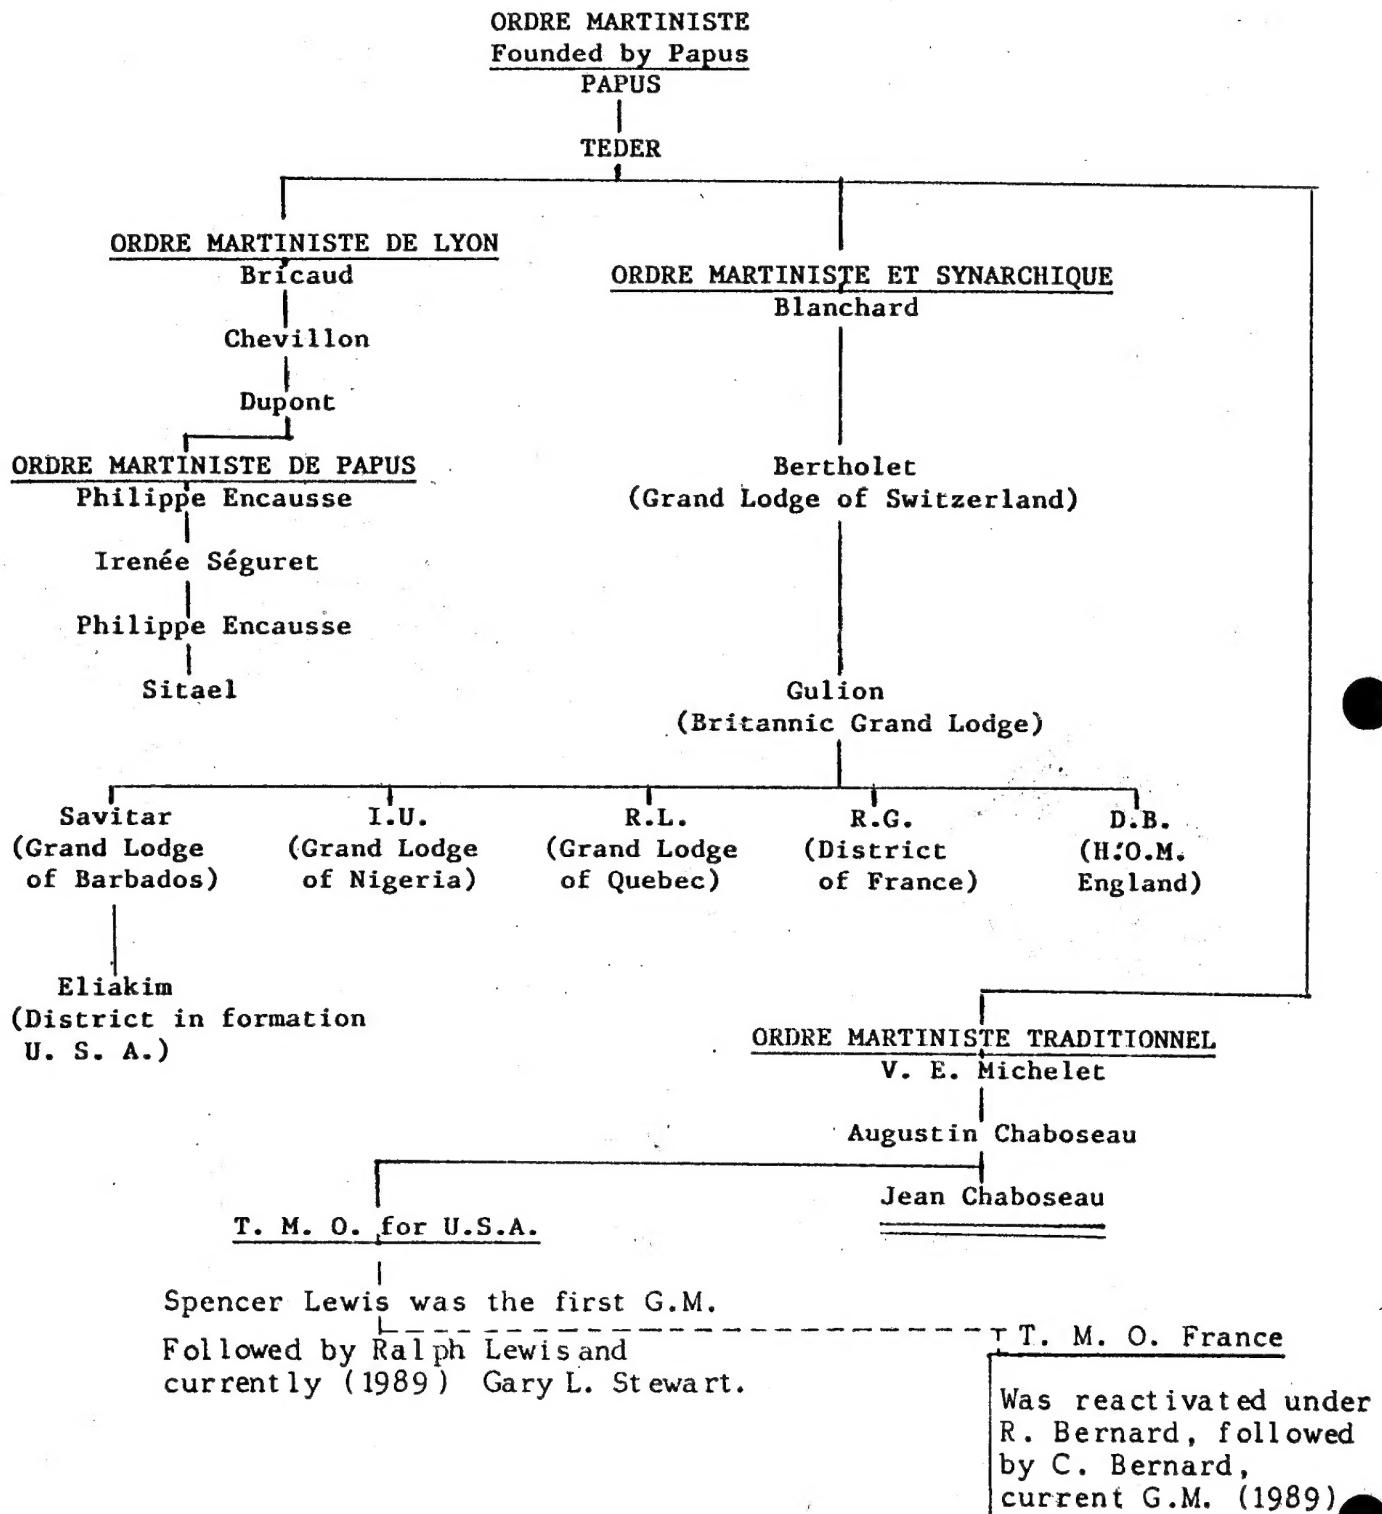 ORDRE MARTINISTE
Founded by Papus
PAPUS
TEDER
ORDRE MARTINISTE DE LYON
Bricaud
Chevillon
Dupont
ORDRE MARTINISTE DE PAPUS
Philippe Encausse
Irenée Séguret
Philippe Encausse
Sitael
ORDRE MARTINISTE ET SYNARCHIQUE
Blanchard
Bertholet
(Grand Lodge of Switzerland)
Gulion
(Britannic Grand Lodge)
Savitar
(Grand Lodge
of Barbados)
I.U.
(Grand Lodge
of Nigeria)
R.L.
(Grand Lodge
of Quebec)
R.G.
(District
of France)
D.B.
(H.O.M.
England)
Eliakim
(District in formation
U. S. A.)
ORDRE MARTINISTE TRADITIONNEL
V. E. Michelet
Augustin Chaboseau
Jean Chaboseau
T. M. O. for U.S.A.
Spencer Lewis was the first G.M.
Followed by Ralph Lewis and
currently (1989) Gary L. Stewart.
T. M. O. France
Was reactivated under
R. Bernard, followed
by C. Bernard,
current G.M. (1989)